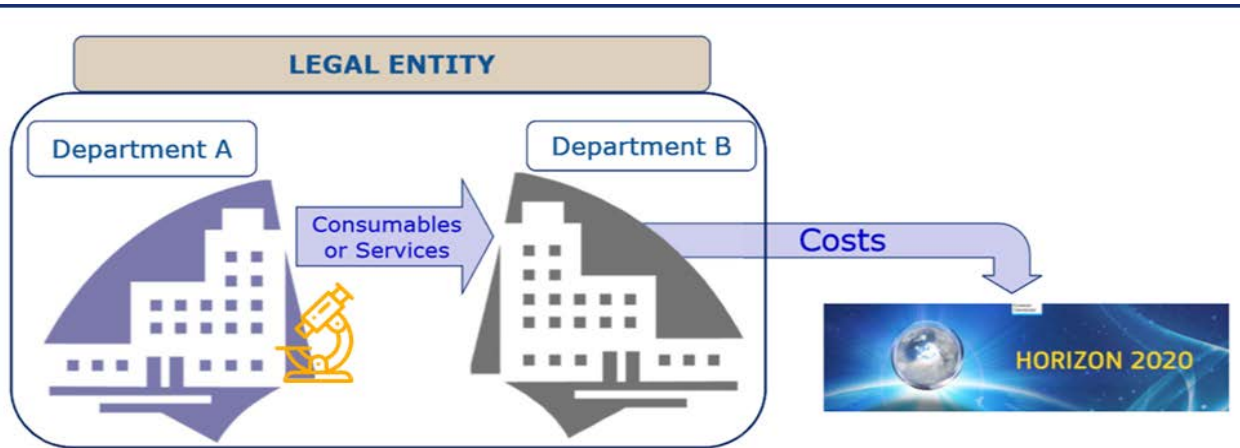 LEGAL ENTITY
Department A
Department B
Consumables
or Services
Costs
HORIZON 2020